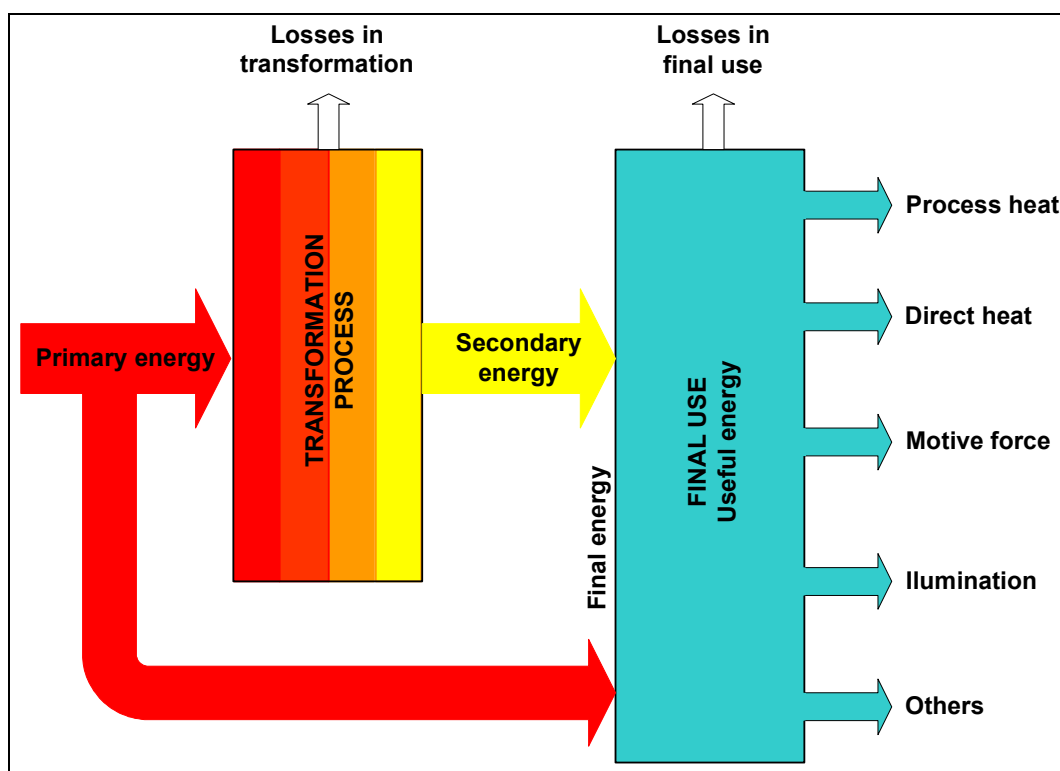 Losses in
transformation
Losses in
final use
Primary energy
TRANSFORMATION
PROCESS
Secondary
energy
Final energy
FINAL USE
Useful energy
Process heat
Direct heat
Motive force
Ilumination
Others